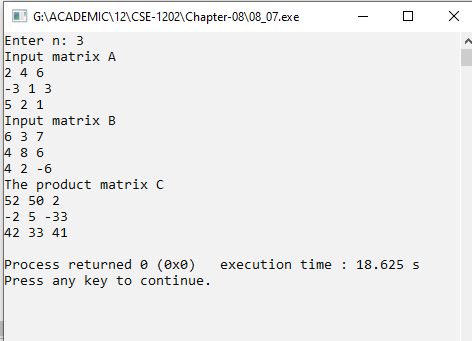 G:\ACADEMIC\12\CSE-1202\Chapter-08\08_07.exe
Enter n: 3
Input matrix A
2 4 6
-3 1 3
5 2 1
Input matrix B
6 3 7
4 8 6
4 2 -6
The product matrix C
52 50 2
-2 5 -33
42 33 41
Process returned 0 (0x0)   execution time : 18.625 s
Press any key to continue.